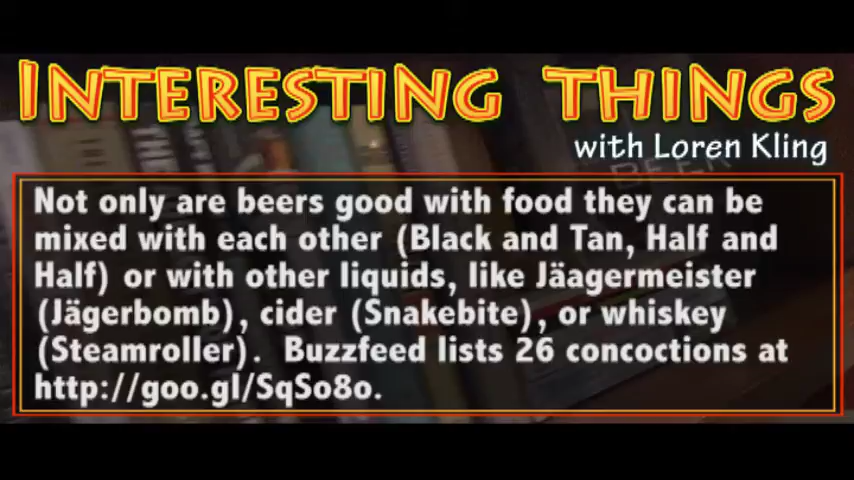 INTERESTING THINGS
with Loren Kling
BEER
Not only are beers good with food they can be
mixed with each other (Black and Tan, Half and
Half) or with other liquids, like Jäagermeister
(Jägerbomb), cider (Snakebite), or whiskey
(Steamroller).  Buzzfeed lists 26 concoctions at
http://goo.gl/SqSo8o.